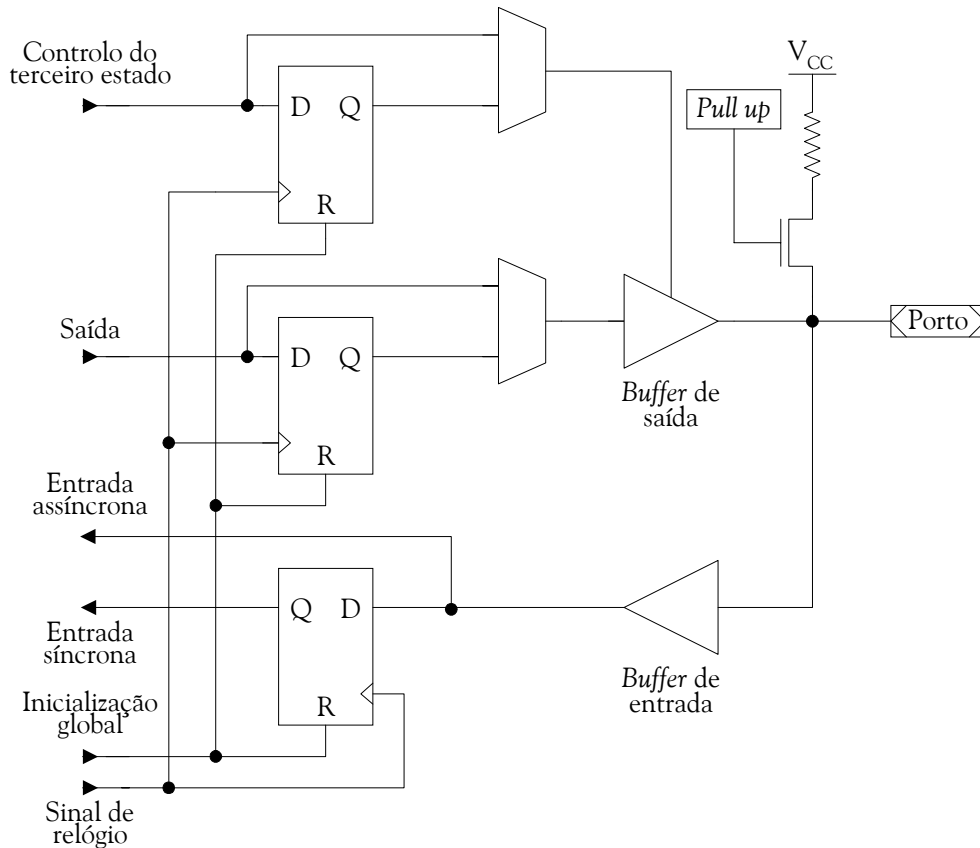 Controlo do
terceiro estado
D Q
R
V_CC
Pull up
Saída
D Q
R
Porto
Buffer de
saída
Entrada
assíncrona
Q D
R
Entrada
síncrona
Buffer de
entrada
Inicialização
global
Sinal de
relógio